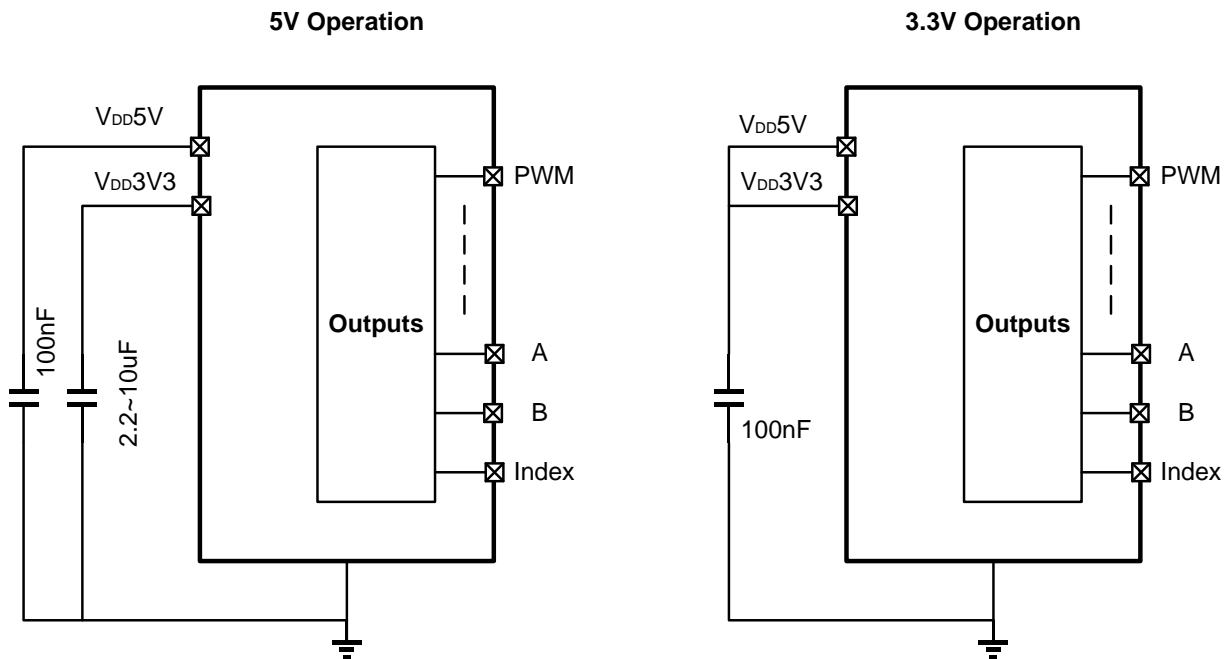 5V Operation
VDD5V
VDD3V3
100nF
2.2~10uF
Outputs
PWM
A
B
Index
3.3V Operation
VDD5V
VDD3V3
100nF
Outputs
PWM
A
B
Index